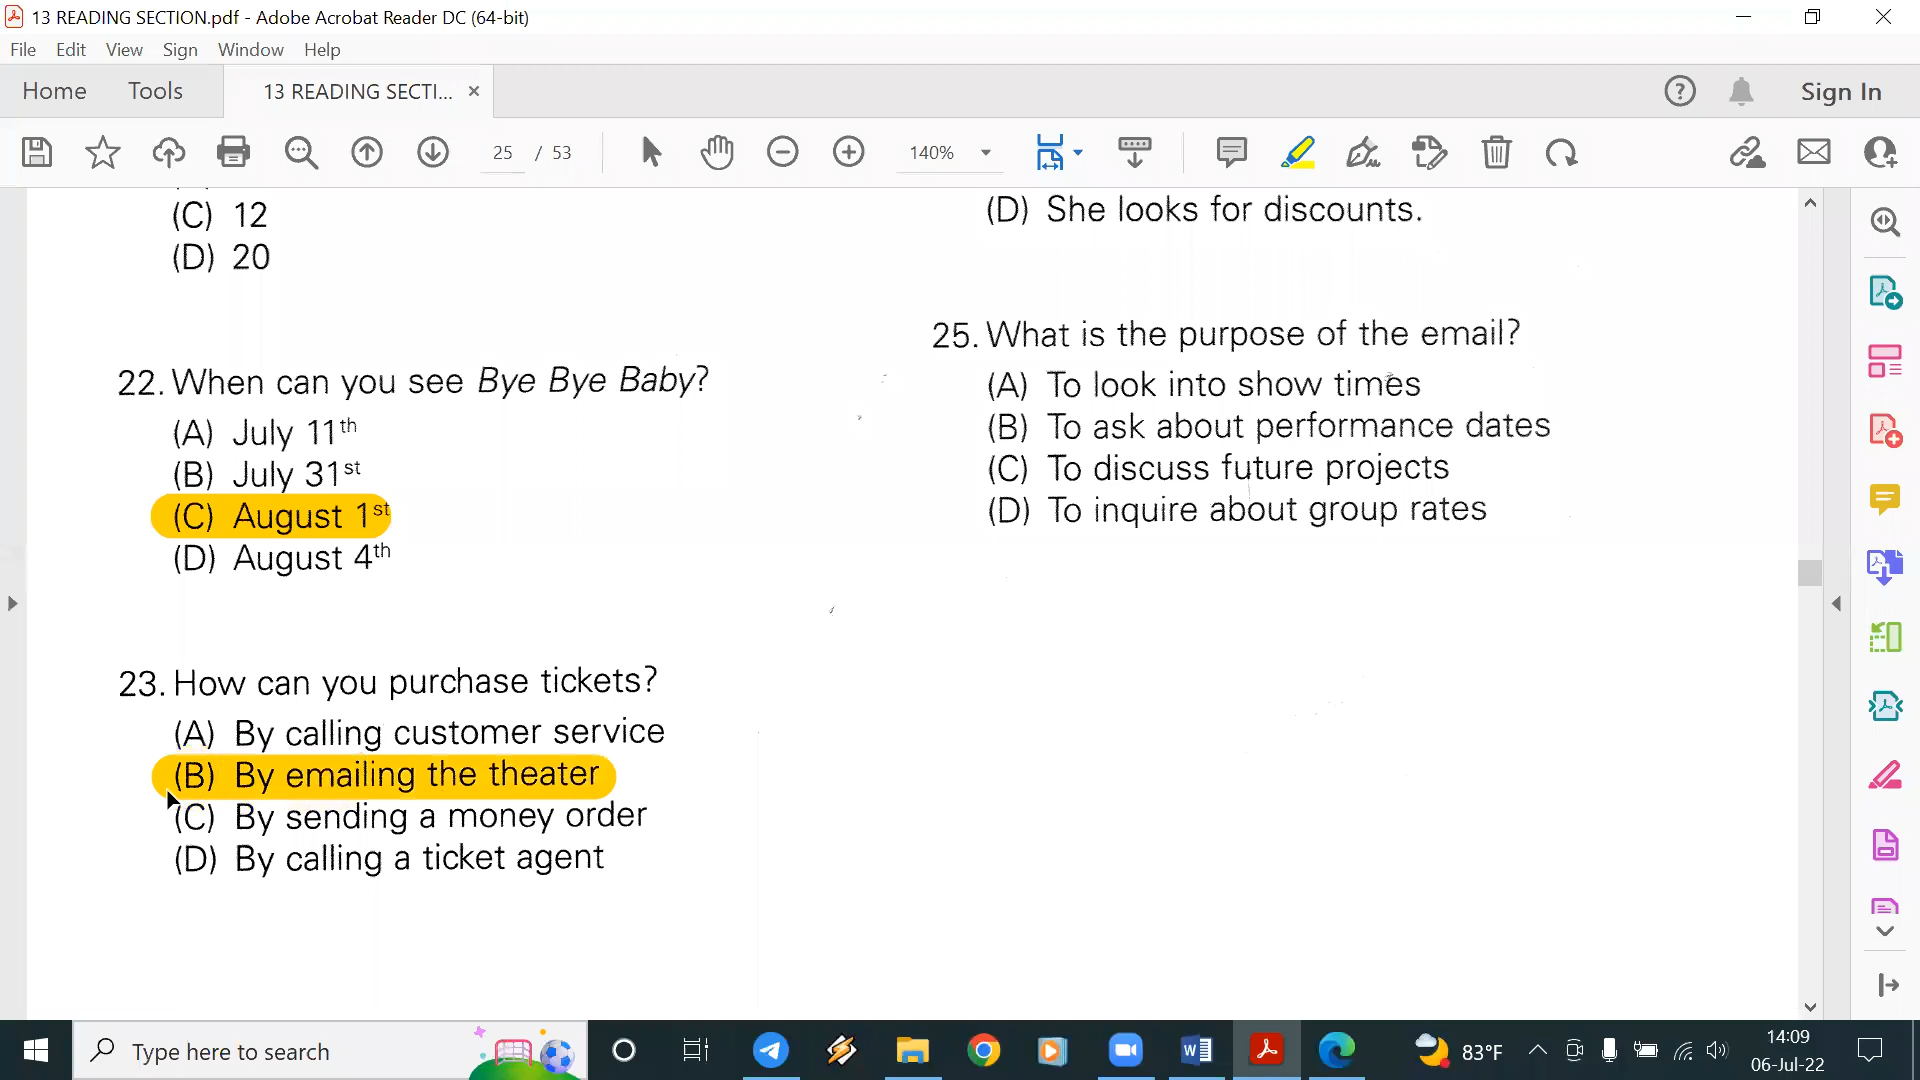 13 READING SECTION.pdf - Adobe Acrobat Reader DC (64-bit)
File Edit View Sign Window Help
Home Tools 13 READING SECTI... × Sign In
25 / 53 140%
(C) 12
(D) 20
22. When can you see Bye Bye Baby?
(A) July 11th
(B) July 31st
(C) August 1st
(D) August 4th
23. How can you purchase tickets?
(A) By calling customer service
(B) By emailing the theater
(C) By sending a money order
(D) By calling a ticket agent
(D) She looks for discounts.
25. What is the purpose of the email?
(A) To look into show times
(B) To ask about performance dates
(C) To discuss future projects
(D) To inquire about group rates
Type here to search
83°F
14:09
06-Jul-22